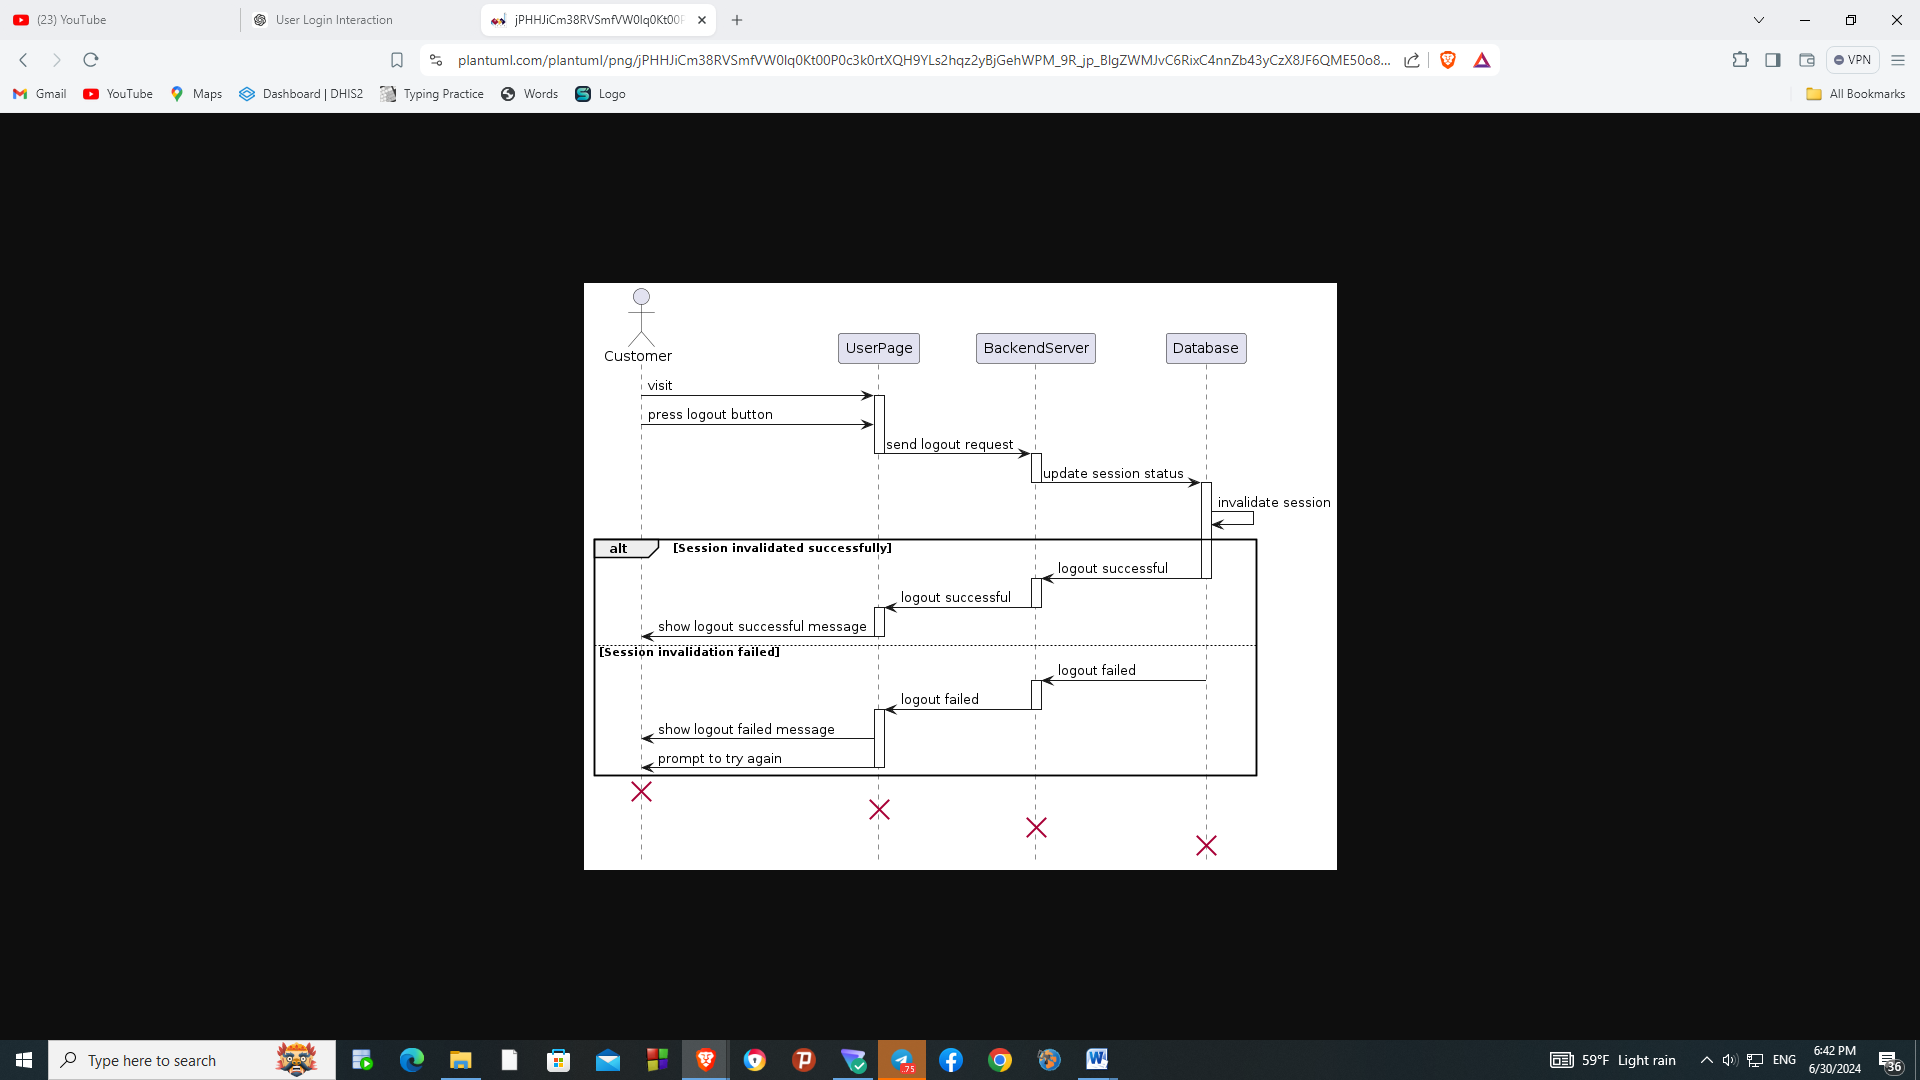 (23) YouTube
User Login Interaction
jPHHJiCm38RVSmfVW0lq0Kt00P
plantuml.com/plantuml/png/jPHHJiCm38RVSmfVW0lq0Kt00P0c3k0rtXQH9YLs2hqz2yBjGehWPM_9R_jp_BIgZWMJvC6RixC4nnZb43yCzX8JF6QME50o8...
VPN
Gmail
YouTube
Maps
Dashboard | DHIS2
Typing Practice
Words
Logo
All Bookmarks
Customer
UserPage
BackendServer
Database
visit
press logout button
send logout request
update session status
invalidate session
alt
[Session invalidated successfully]
logout successful
logout successful
show logout successful message
[Session invalidation failed]
logout failed
logout failed
show logout failed message
prompt to try again
Type here to search
.75
59°F Light rain
ENG
6:42 PM
6/30/2024
36